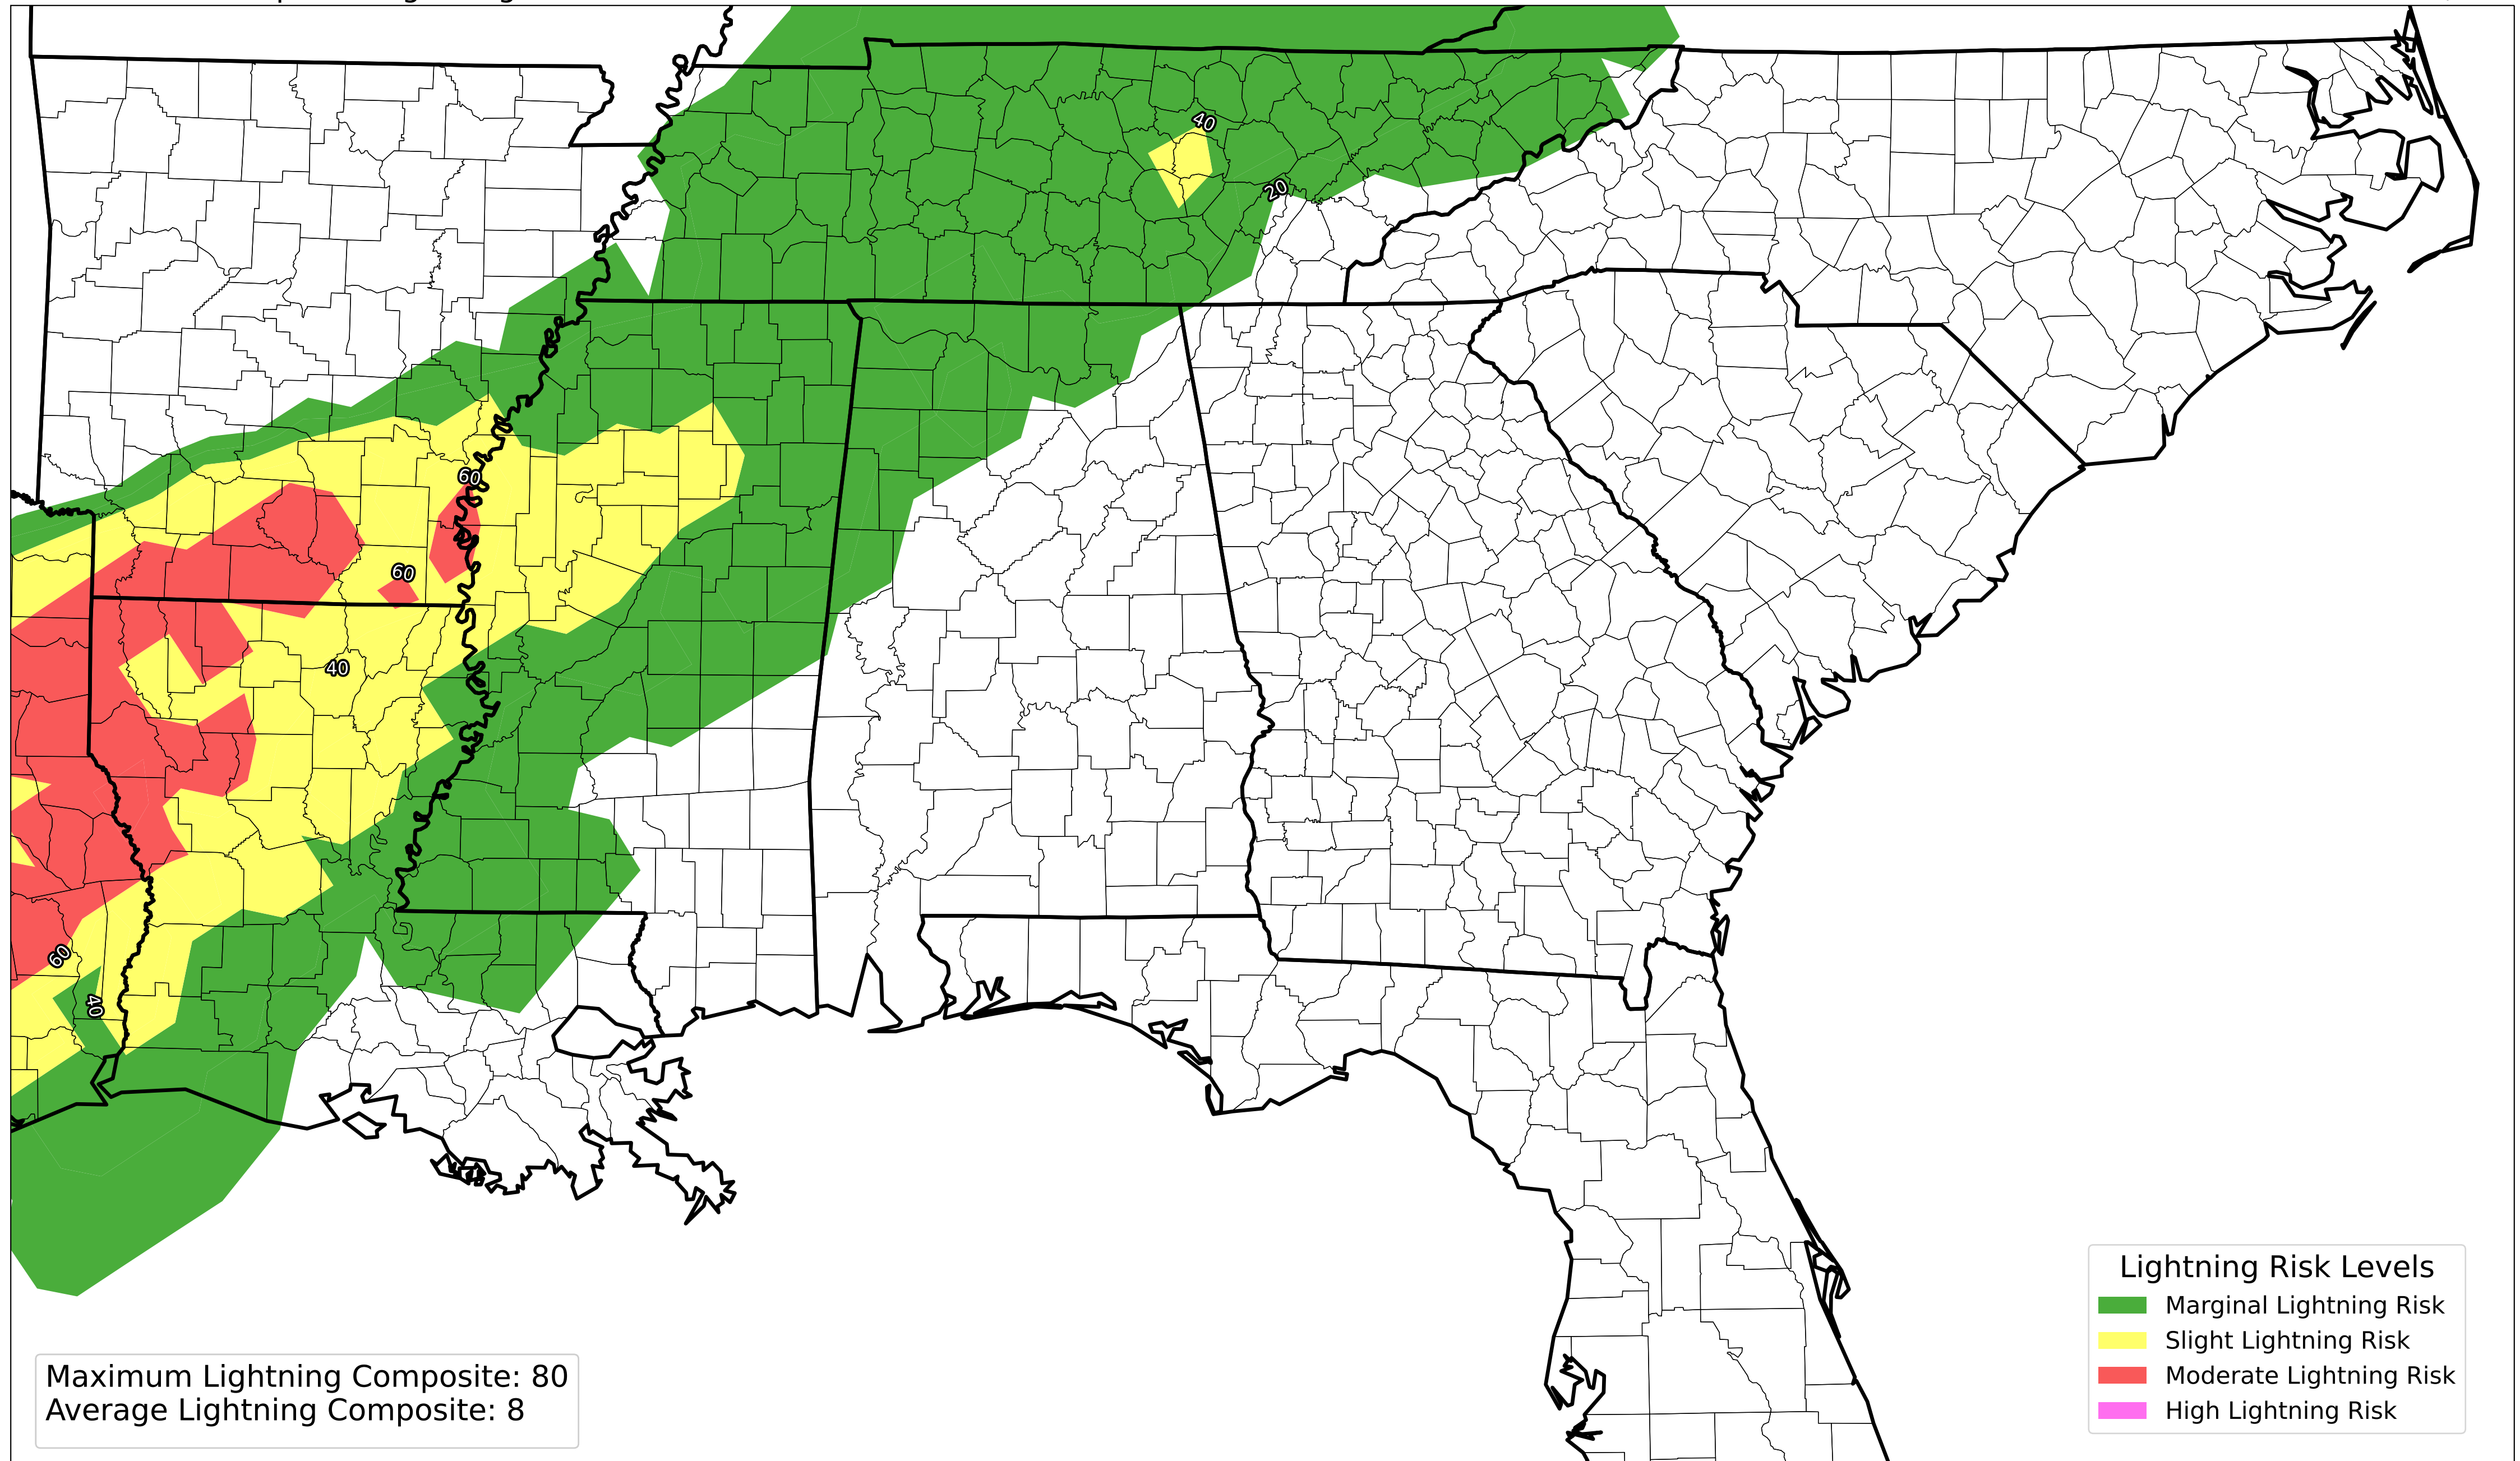 40
20
60
60
40
60
40
Lightning Risk Levels
Marginal Lightning Risk
Slight Lightning Risk
Moderate Lightning Risk
High Lightning Risk
Maximum Lightning Composite: 80
Average Lightning Composite: 8